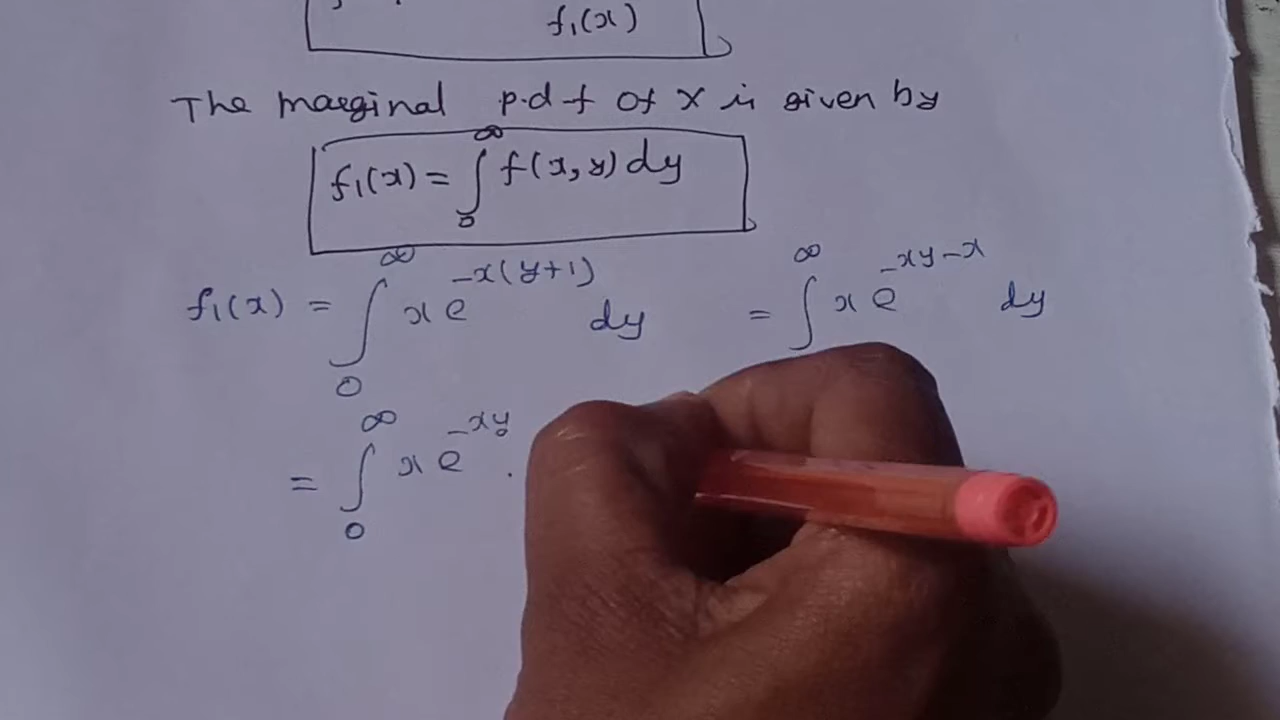 f₁(x)
The marginal p.d.f of X is given by
f₁(x) = ∫₀^∞ f(x, y) dy
f₁(x) = ∫₀^∞ x e^{-x(y+1)} dy = ∫^∞ x e^{-xy-x} dy
= ∫₀^∞ x e^{-xy} .